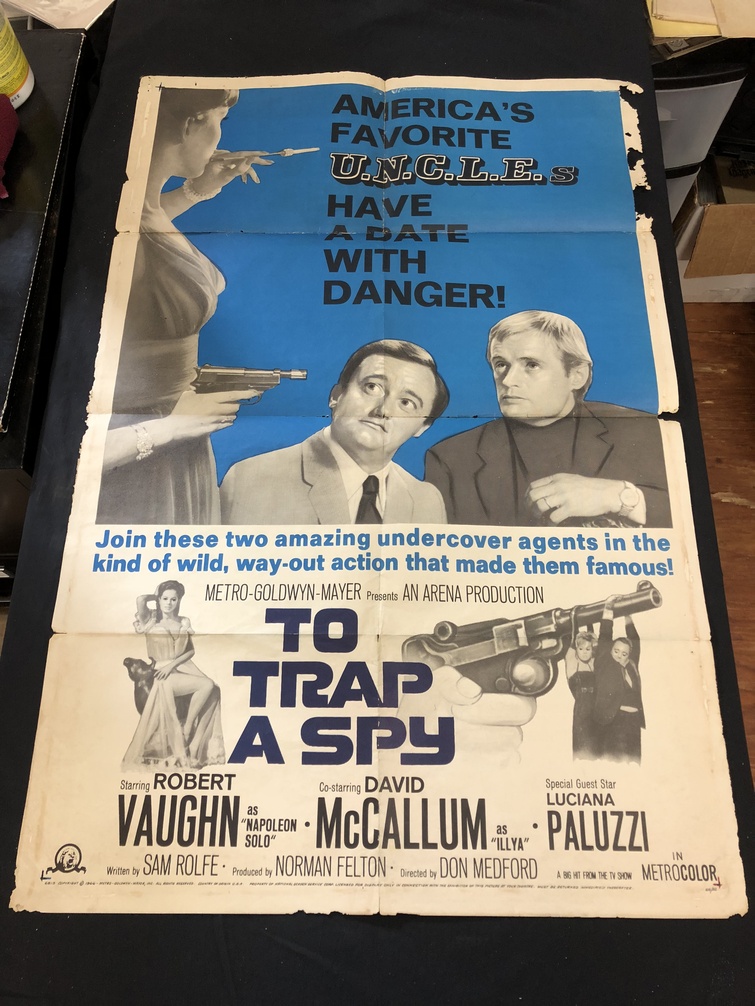 AMERICA'S
FAVORITE
U.N.C.L.E.s
HAVE
A DATE
WITH
DANGER!
Join these two amazing undercover agents in the
kind of wild, way-out action that made them famous!
METRO-GOLDWYN-MAYER Presents AN ARENA PRODUCTION
TO
TRAP
A SPY
Starring ROBERT VAUGHN as "NAPOLEON SOLO" •
Co-starring DAVID McCALLUM as "ILLYA" •
Special Guest Star LUCIANA PALUZZI
Written by SAM ROLFE • Produced by NORMAN FELTON • Directed by DON MEDFORD
A BIG HIT FROM THE TV SHOW
IN METROCOLOR